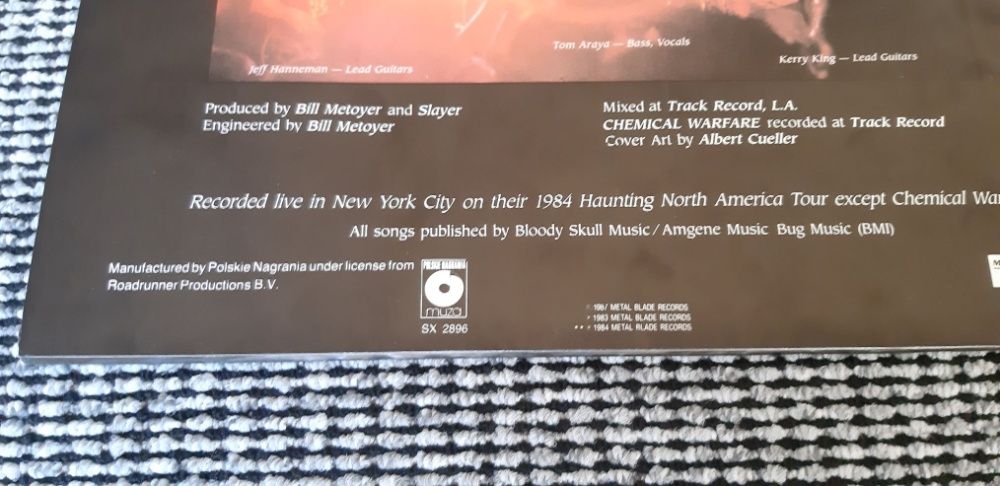 Tom Araya — Bass, Vocals
Kerry King — Lead Guitars
Jeff Hanneman — Lead Guitars
Produced by Bill Metoyer and Slayer
Engineered by Bill Metoyer
Mixed at Track Record, L.A.
CHEMICAL WARFARE recorded at Track Record
Cover Art by Albert Cueller
Recorded live in New York City on their 1984 Haunting North America Tour except Chemical War
All songs published by Bloody Skull Music / Amgene Music Bug Music (BMI)
Manufactured by Polskie Nagrania under license from
Roadrunner Productions B.V.
POLSKIE NAGRANIA
muza
SX 2896
* 1987 METAL BLADE RECORDS
* 1983 METAL BLADE RECORDS
* * * 1984 METAL BLADE RECORDS